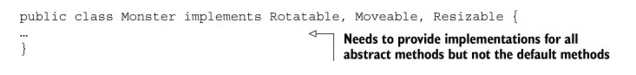 public class Monster implements Rotatable, Moveable, Resizable {
…
}
Needs to provide implementations for all
abstract methods but not the default methods